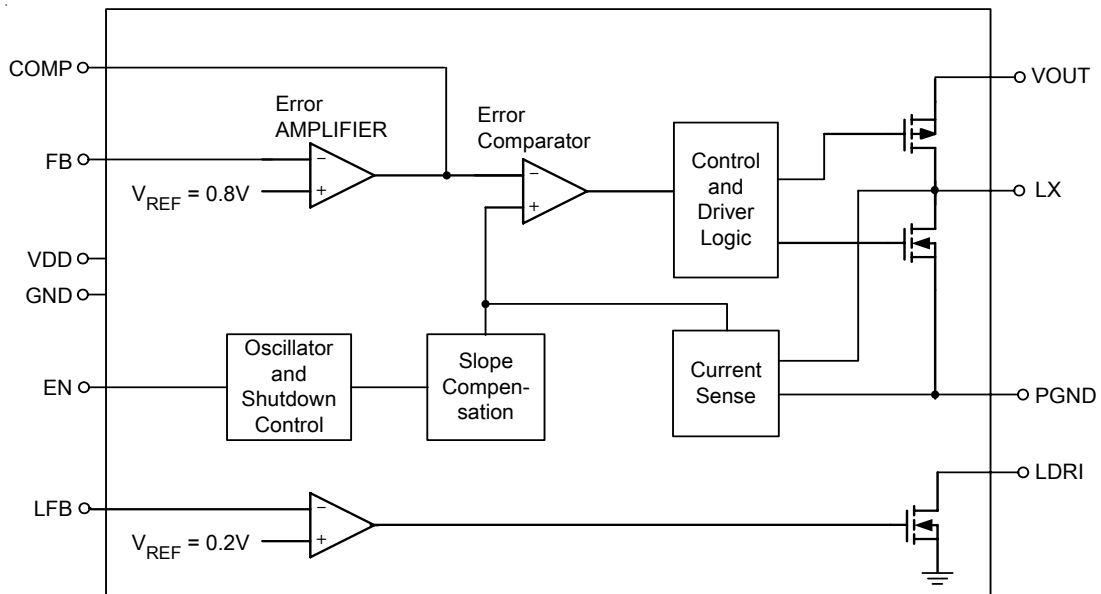 COMP
VOUT
Error
AMPLIFIER
Error
Comparator
FB
−
+
VREF = 0.8V
−
+
Control
and
Driver
Logic
LX
VDD
GND
EN
Oscillator
and
Shutdown
Control
Slope
Compen-
sation
Current
Sense
PGND
LDRI
LFB
−
+
VREF = 0.2V